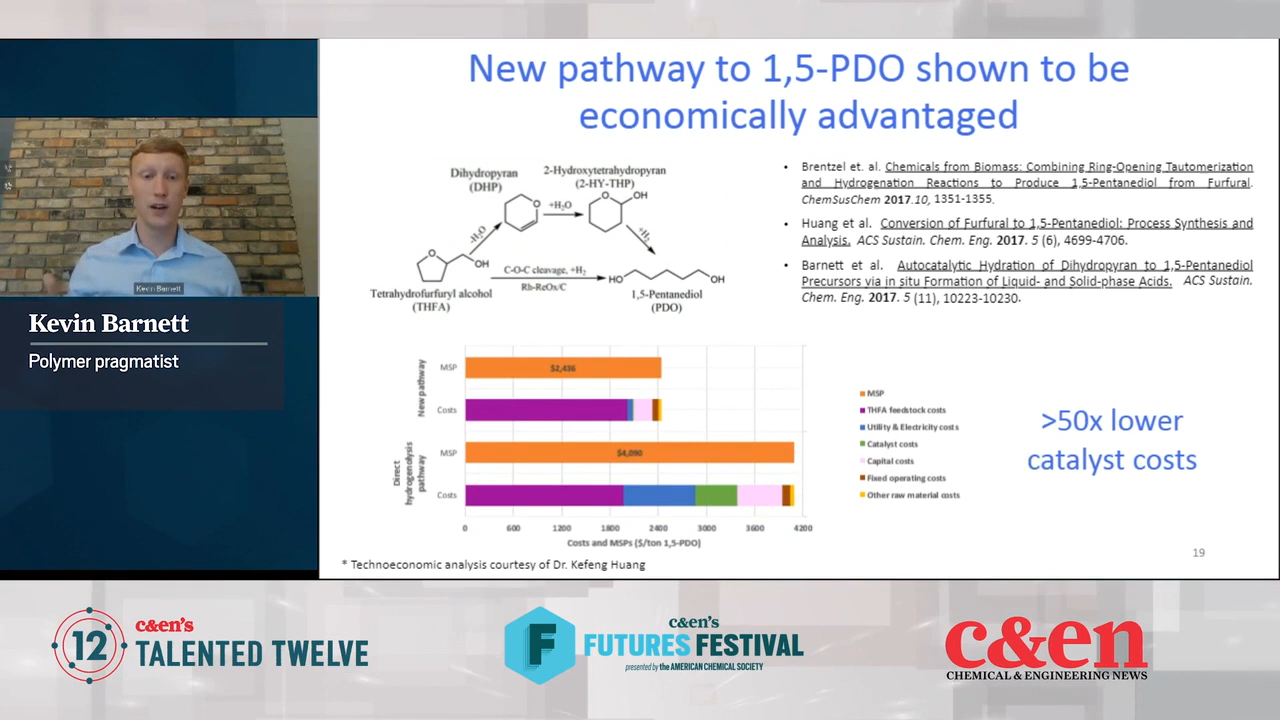 New pathway to 1,5-PDO shown to be
economically advantaged
Kevin Barnett
Kevin Barnett
Polymer pragmatist
Dihydropyran
(DHP)
2-Hydroxytetrahydropyran
(2-HY-THP)
O
+H₂O
O
OH
-H₂O
+H₂
O
OH
C-O-C cleavage, +H₂
Rh-ReOx/C
HO
OH
Tetrahydrofurfuryl alcohol
(THFA)
1,5-Pentanediol
(PDO)
• Brentzel et. al. Chemicals from Biomass: Combining Ring-Opening Tautomerization
and Hydrogenation Reactions to Produce 1,5-Pentanediol from Furfural.
ChemSusChem 2017.10, 1351-1355.
• Huang et al. Conversion of Furfural to 1,5-Pentanediol: Process Synthesis and
Analysis. ACS Sustain. Chem. Eng. 2017. 5 (6), 4699-4706.
• Barnett et al. Autocatalytic Hydration of Dihydropyran to 1,5-Pentanediol
Precursors via in situ Formation of Liquid- and Solid-phase Acids. ACS Sustain.
Chem. Eng. 2017. 5 (11), 10223-10230.
New pathway
MSP
$2,436
Costs
Direct
hydrogenolysis
pathway
MSP
$4,090
Costs
0 600 1200 1800 2400 3000 3600 4200
Costs and MSPs ($/ton 1,5-PDO)
MSP
THFA feedstock costs
Utility & Electricity costs
Catalyst costs
Capital costs
Fixed operating costs
Other raw material costs
>50x lower
catalyst costs
19
* Technoeconomic analysis courtesy of Dr. Kefeng Huang
12
c&en's
TALENTED TWELVE
F
c&en's
FUTURES FESTIVAL
presented by the AMERICAN CHEMICAL SOCIETY
c&en
CHEMICAL & ENGINEERING NEWS